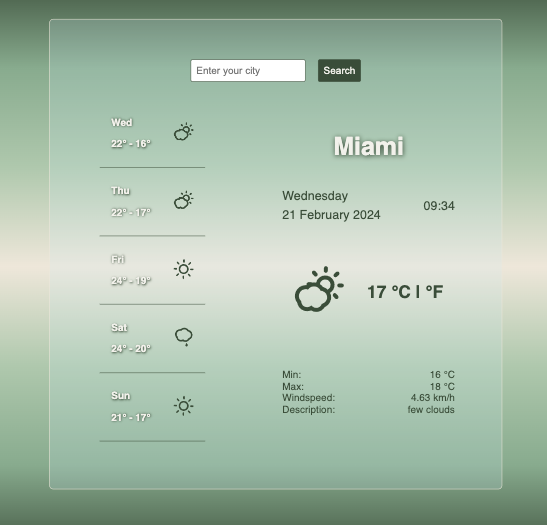 Enter your city
Search
Wed
22° - 16°
Thu
22° - 17°
Fri
24° - 19°
Sat
24° - 20°
Sun
21° - 17°
Miami
Wednesday
21 February 2024
09:34
17 °C | °F
Min: 16 °C
Max: 18 °C
Windspeed: 4.63 km/h
Description: few clouds